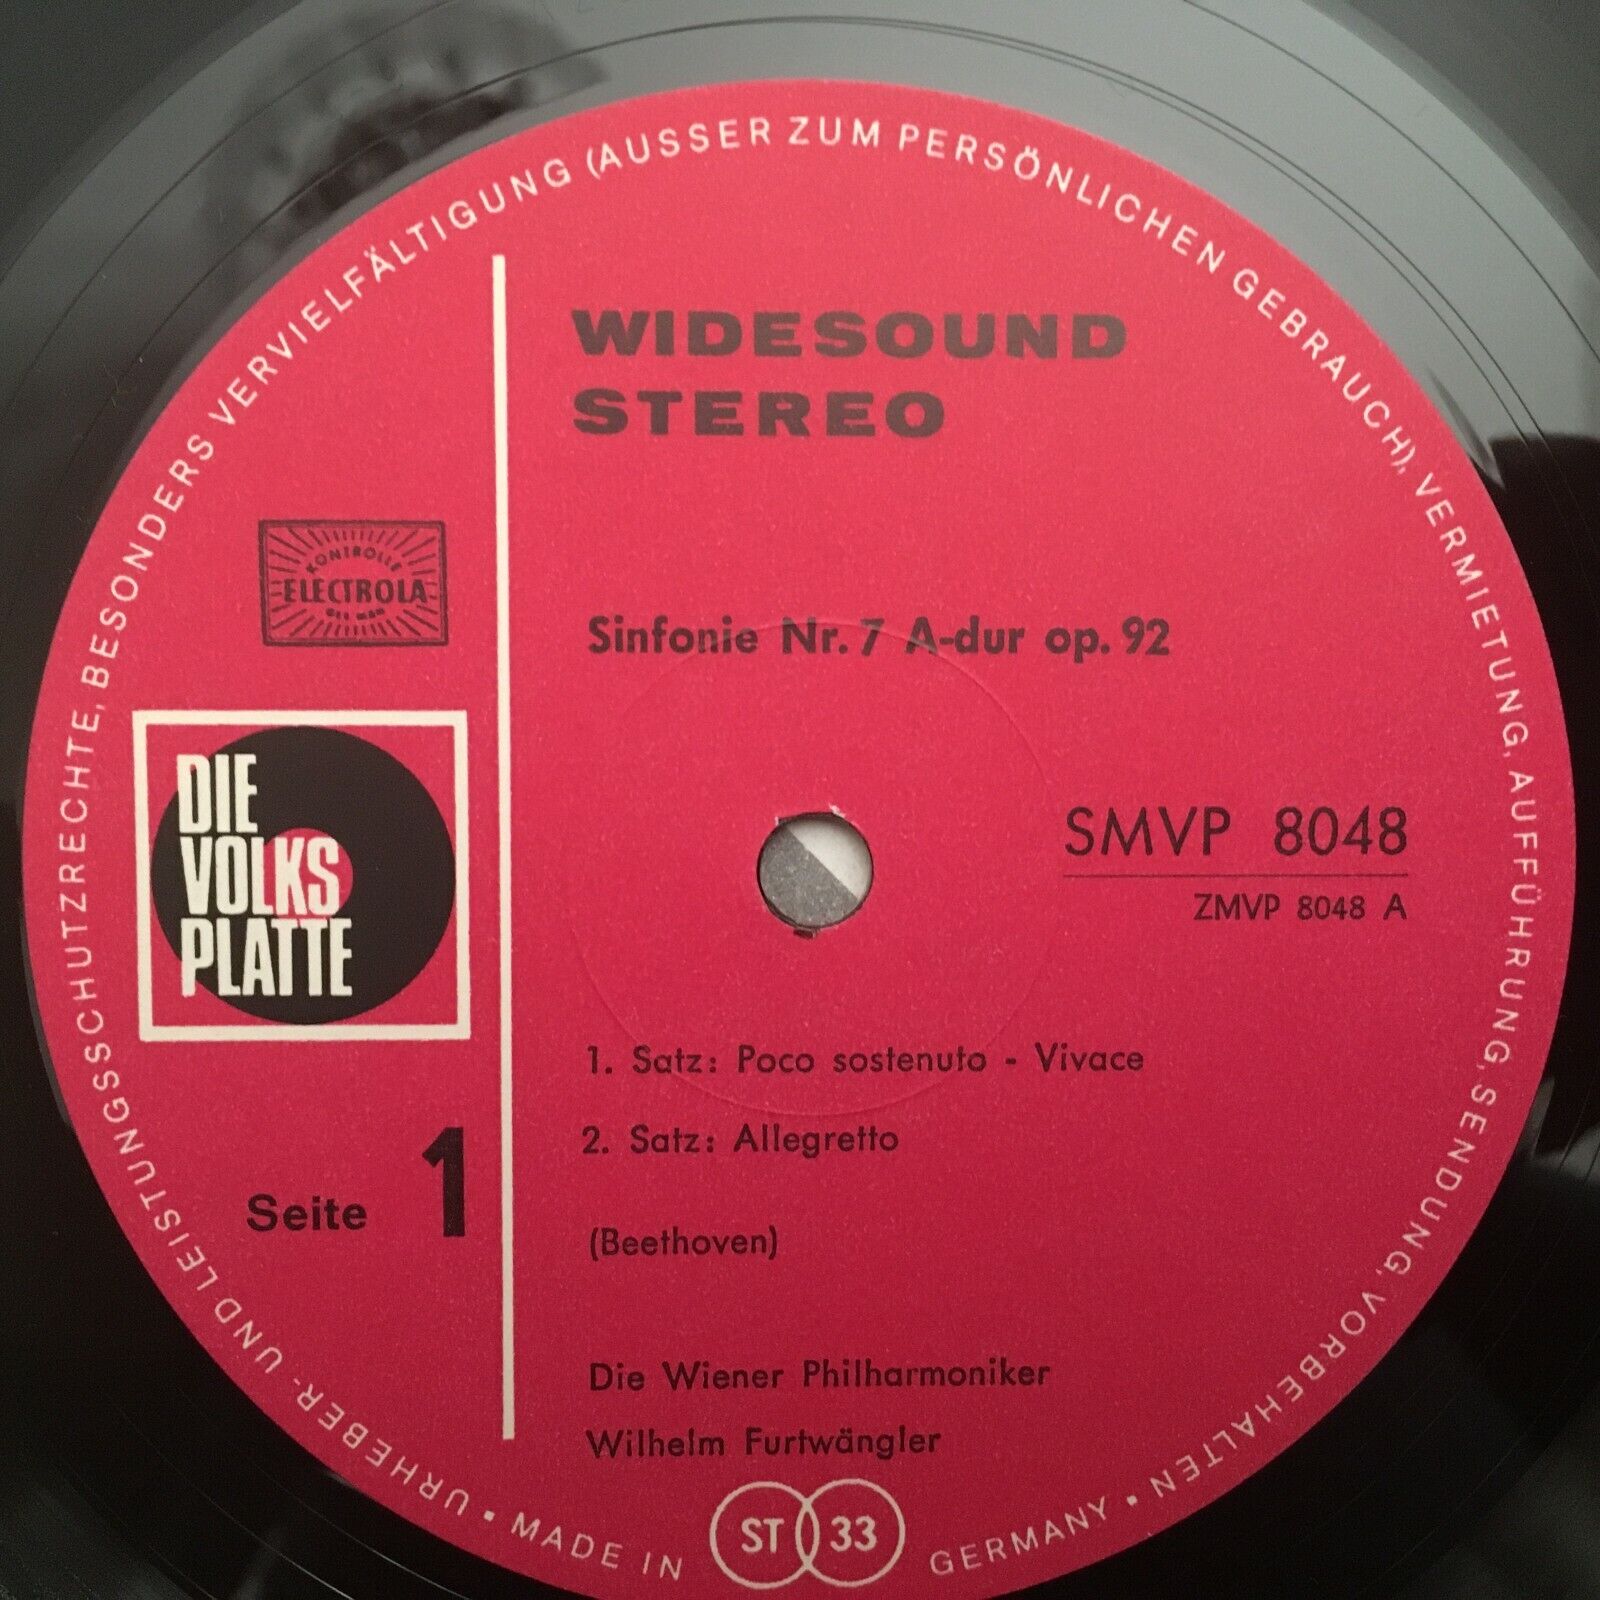 URHEBER- UND LEISTUNGSSCHUTZRECHTE, BESONDERS VERVIELFÄLTIGUNG (AUSSER ZUM PERSÖNLICHEN GEBRAUCH), VERMIETUNG, AUFFÜHRUNG, SENDUNG, VORBEHALTEN •
WIDESOUND
STEREO
KONTROLLE
ELECTROLA
Sinfonie Nr. 7 A-dur op. 92
DIE
VOLKS
PLATTE
SMVP 8048
ZMVP 8048 A
1. Satz: Poco sostenuto - Vivace
2. Satz: Allegretto
Seite 1
(Beethoven)
Die Wiener Philharmoniker
Wilhelm Furtwängler
• MADE IN GERMANY
ST 33